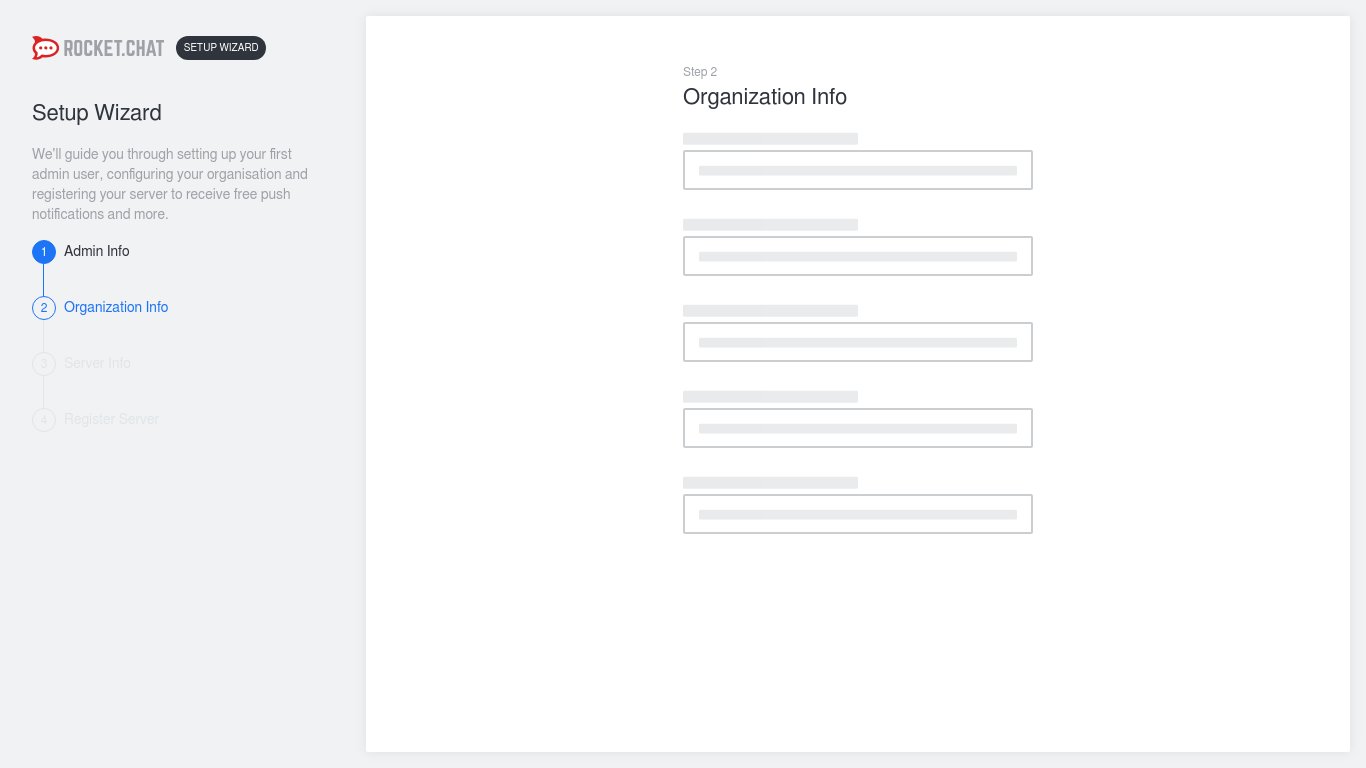 ROCKET.CHAT SETUP WIZARD
Setup Wizard
We'll guide you through setting up your first
admin user, configuring your organisation and
registering your server to receive free push
notifications and more.
1 Admin Info
2 Organization Info
3 Server Info
4 Register Server
Step 2
Organization Info